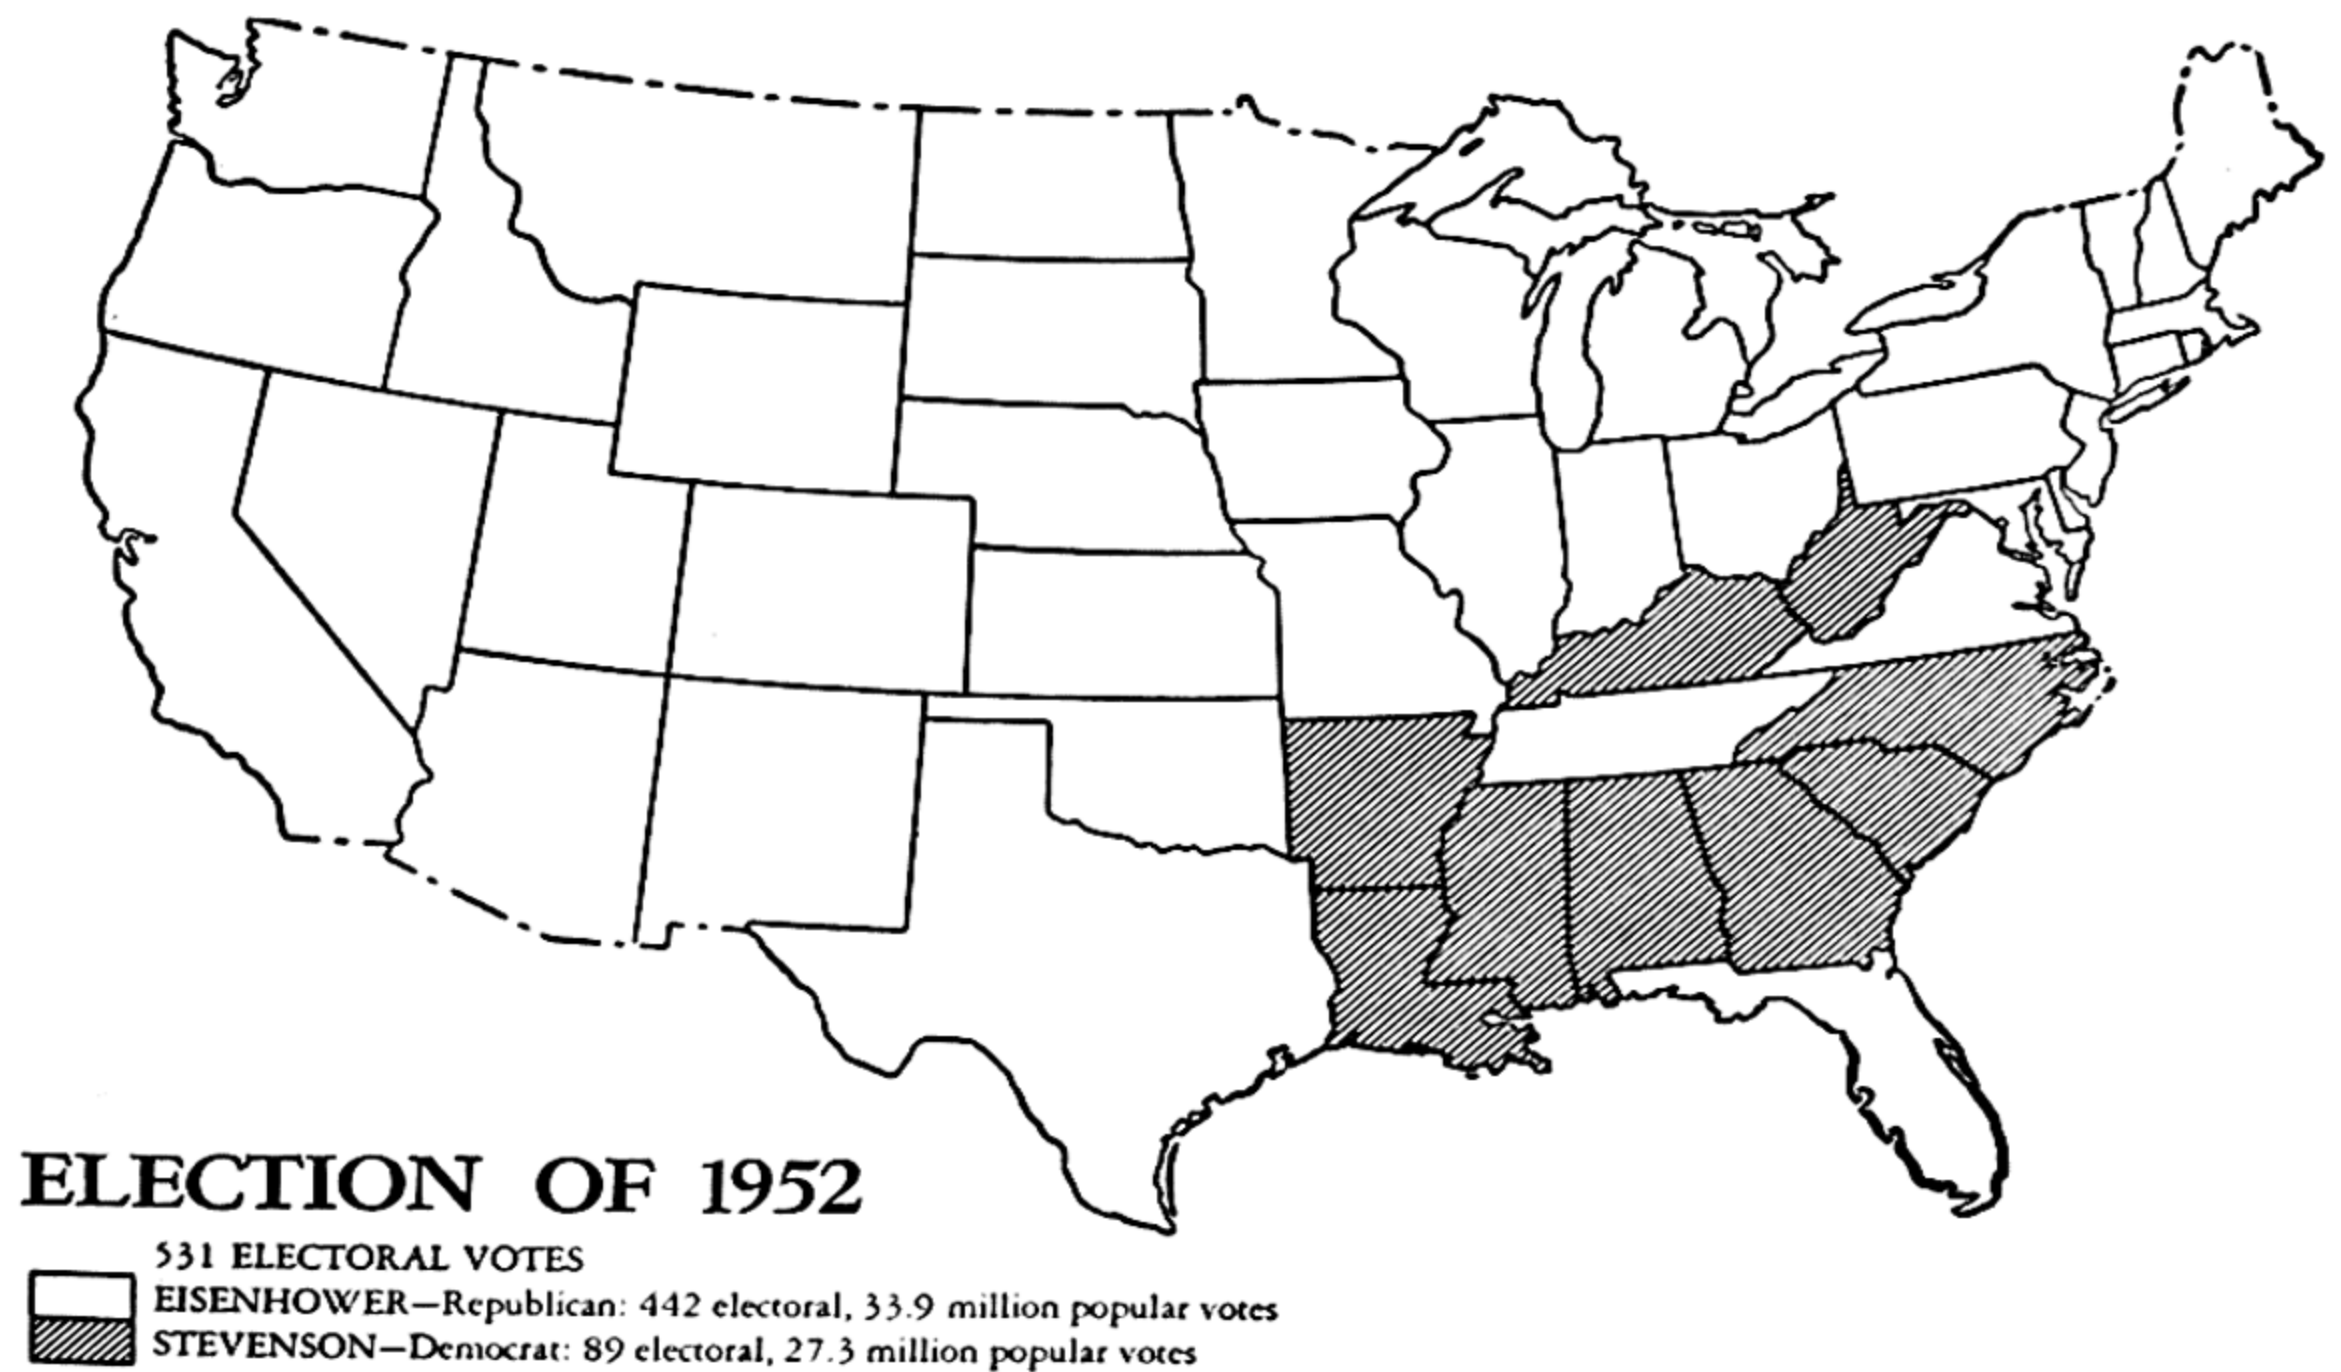 ELECTION OF 1952
531 ELECTORAL VOTES
EISENHOWER—Republican: 442 electoral, 33.9 million popular votes
STEVENSON—Democrat: 89 electoral, 27.3 million popular votes